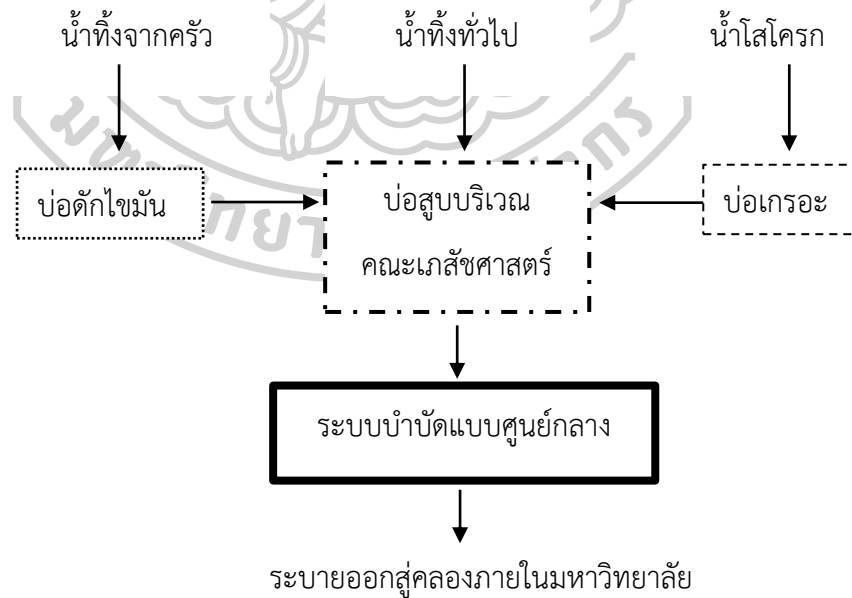 น้ำทิ้งจากครัว
น้ำทิ้งทั่วไป
น้ำโสโครก
บ่อดักไขมัน
บ่อสูบบริเวณ
คณะเภสัชศาสตร์
บ่อเกรอะ
ระบบบำบัดแบบศูนย์กลาง
ระบายออกสู่คลองภายในมหาวิทยาลัย